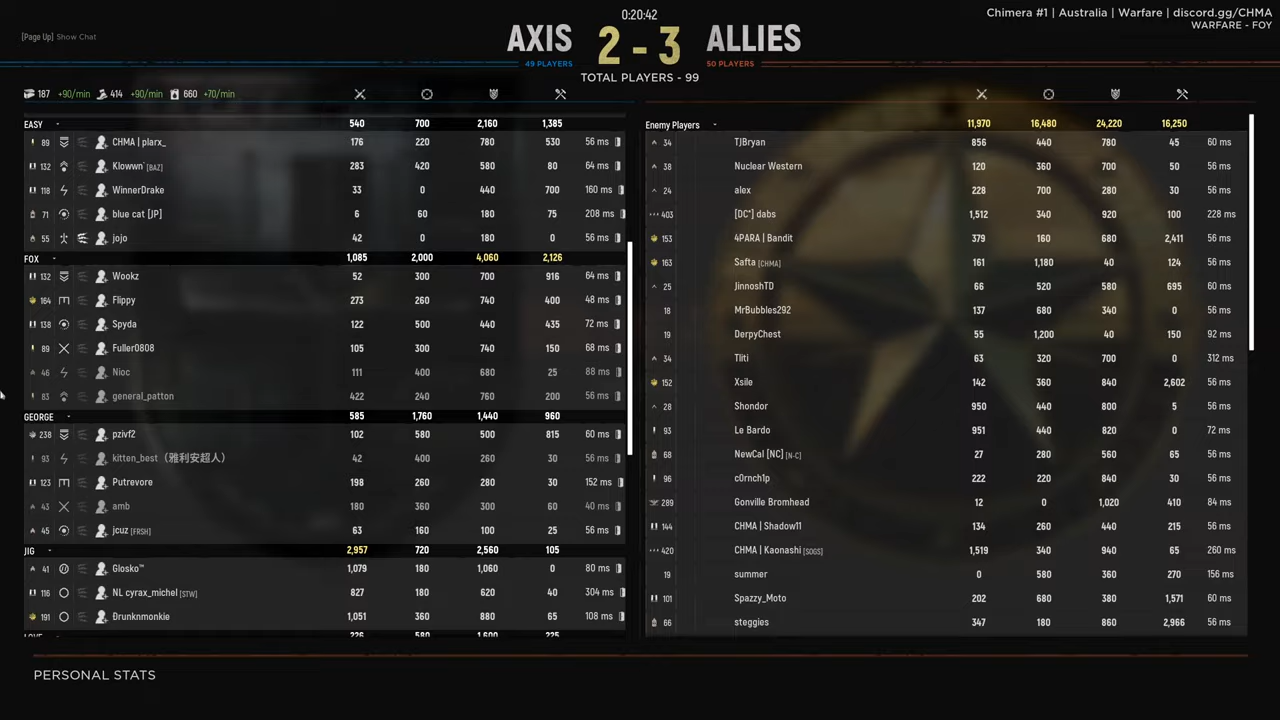 0:20:42
Chimera #1 | Australia | Warfare | discord.gg/CHMA
WARFARE - FOY
[Page Up] Show Chat
AXIS 2 - 3 ALLIES
49 PLAYERS 50 PLAYERS
TOTAL PLAYERS - 99
187 +90/min 414 +90/min 660 +70/min
EASY 540 700 2,160 1,385
89 CHMA | plarx_ 176 220 780 530 56 ms
132 Klowwn` [BAZ] 283 420 580 80 64 ms
118 WinnerDrake 33 0 440 700 160 ms
71 blue cat [JP] 6 60 180 75 208 ms
55 jojo 42 0 180 0 56 ms
FOX 1,085 2,000 4,060 2,126
132 Wookz 52 300 700 916 64 ms
164 Flippy 273 260 740 400 48 ms
138 Spyda 122 500 440 435 72 ms
89 Fuller0808 105 300 740 150 68 ms
46 Nioc 111 400 680 25 88 ms
83 general_patton 422 240 760 200 56 ms
GEORGE 585 1,760 1,440 960
238 pzivf2 102 580 500 815 60 ms
93 kitten_best（雅利安超人） 42 400 260 30 56 ms
123 Putrevore 198 260 280 30 152 ms
43 amb 180 360 300 60 40 ms
45 jcuz [FRSH] 63 160 100 25 56 ms
JIG 2,957 720 2,560 105
41 Glosko™ 1,079 180 1,060 0 80 ms
116 NL cyrax_michel [STW] 827 180 620 40 304 ms
191 Đrunknmonkie 1,051 360 880 65 108 ms
LOVE 226 580 1,600 225
Enemy Players 11,970 16,480 24,220 16,250
34 TJBryan 856 440 780 45 60 ms
38 Nuclear Western 120 360 700 50 56 ms
24 alex 228 700 280 30 56 ms
403 [DC*] dabs 1,512 340 920 100 228 ms
153 4PARA | Bandit 379 160 680 2,411 56 ms
163 Safta [CHMA] 161 1,180 40 124 56 ms
25 JinnoshTD 66 520 580 695 60 ms
18 MrBubbles292 137 680 340 0 56 ms
19 DerpyChest 55 1,200 40 150 92 ms
34 Tliti 63 320 700 0 312 ms
152 Xsile 142 360 840 2,602 56 ms
28 Shondor 950 440 800 5 56 ms
93 Le Bardo 951 440 820 0 72 ms
68 NewCal [NC] [N-C] 27 280 560 65 56 ms
96 c0rnch1p 222 220 840 30 56 ms
289 Gonville Bromhead 12 0 1,020 410 84 ms
144 CHMA | Shadow11 134 260 440 215 56 ms
420 CHMA | Kaonashi [SOGS] 1,519 340 940 65 260 ms
19 summer 0 580 360 270 156 ms
101 Spazzy_Moto 202 680 380 1,571 60 ms
66 steggies 347 180 860 2,966 56 ms
PERSONAL STATS